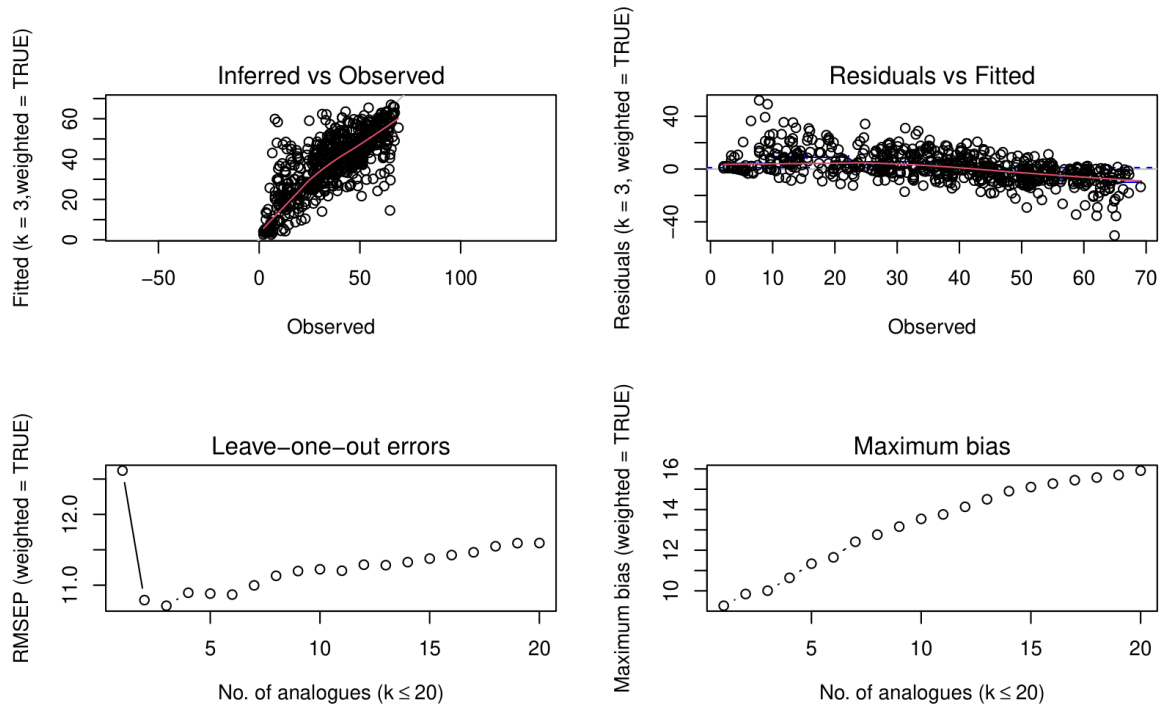 Inferred vs Observed
Fitted (k = 3,weighted = TRUE)
60
40
20
0
−50 0 50 100
Observed
Residuals vs Fitted
Residuals (k = 3, weighted = TRUE)
40
0
−40
0 10 20 30 40 50 60 70
Observed
Leave−one−out errors
RMSEP (weighted = TRUE)
12.0
11.0
5 10 15 20
No. of analogues (k ≤ 20)
Maximum bias
Maximum bias (weighted = TRUE)
16
14
12
10
5 10 15 20
No. of analogues (k ≤ 20)